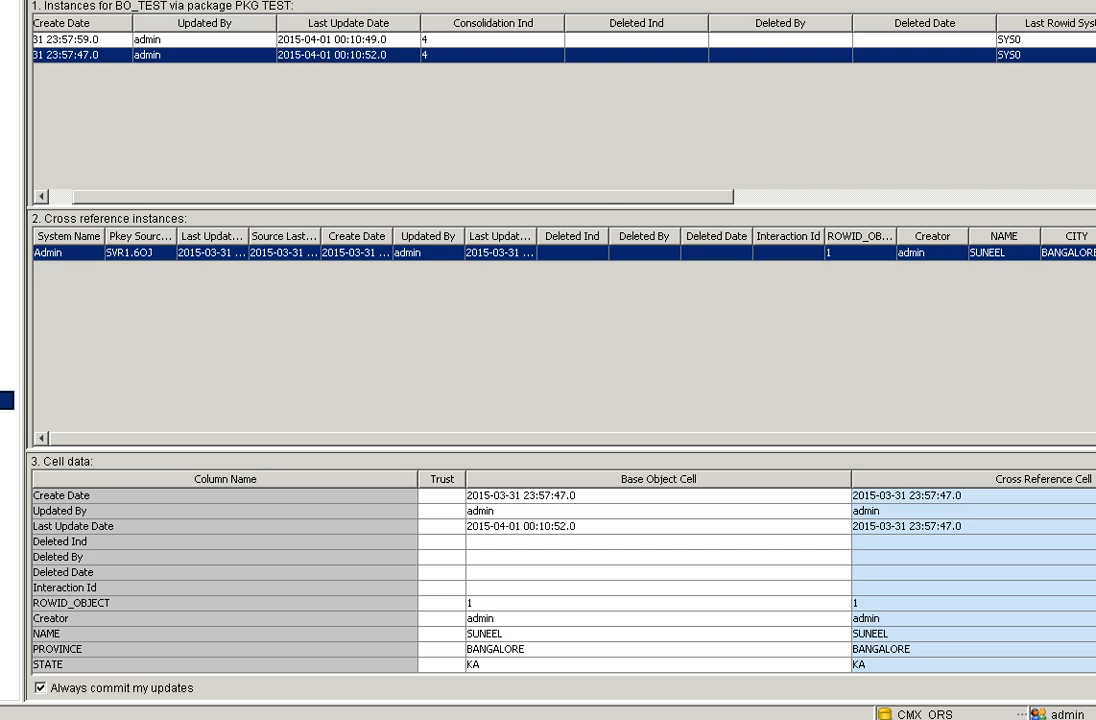 1. Instances for BO_TEST via package PKG TEST:
Create Date Updated By Last Update Date Consolidation Ind Deleted Ind Deleted By Deleted Date Last Rowid Syst
31 23:57:59.0 admin 2015-04-01 00:10:49.0 4 SYS0
31 23:57:47.0 admin 2015-04-01 00:10:52.0 4 SYS0
2. Cross reference instances:
System Name Pkey Sourc... Last Updat... Source Last... Create Date Updated By Last Updat... Deleted Ind Deleted By Deleted Date Interaction Id ROWID_OB... Creator NAME CITY
Admin SVR1.6OJ 2015-03-31 ... 2015-03-31 ... 2015-03-31 ... admin 2015-03-31 ... 1 admin SUNEEL BANGALORE
3. Cell data:
Column Name Trust Base Object Cell Cross Reference Cell
Create Date 2015-03-31 23:57:47.0 2015-03-31 23:57:47.0
Updated By admin admin
Last Update Date 2015-04-01 00:10:52.0 2015-03-31 23:57:47.0
Deleted Ind
Deleted By
Deleted Date
Interaction Id
ROWID_OBJECT 1 1
Creator admin admin
NAME SUNEEL SUNEEL
PROVINCE BANGALORE BANGALORE
STATE KA KA
Always commit my updates
CMX_ORS ... admin